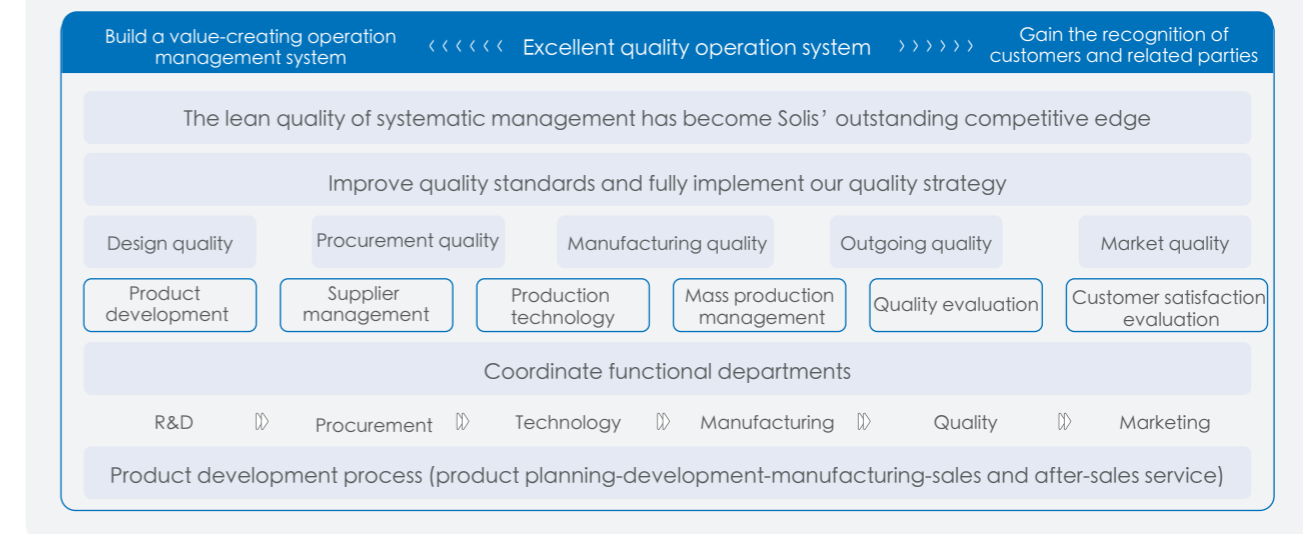 Build a value-creating operation
management system
Excellent quality operation system
Gain the recognition of
customers and related parties
The lean quality of systematic management has become Solis’ outstanding competitive edge
Improve quality standards and fully implement our quality strategy
Design quality
Procurement quality
Manufacturing quality
Outgoing quality
Market quality
Product
development
Supplier
management
Production
technology
Mass production
management
Quality evaluation
Customer satisfaction
evaluation
Coordinate functional departments
R&D
Procurement
Technology
Manufacturing
Quality
Marketing
Product development process (product planning-development-manufacturing-sales and after-sales service)